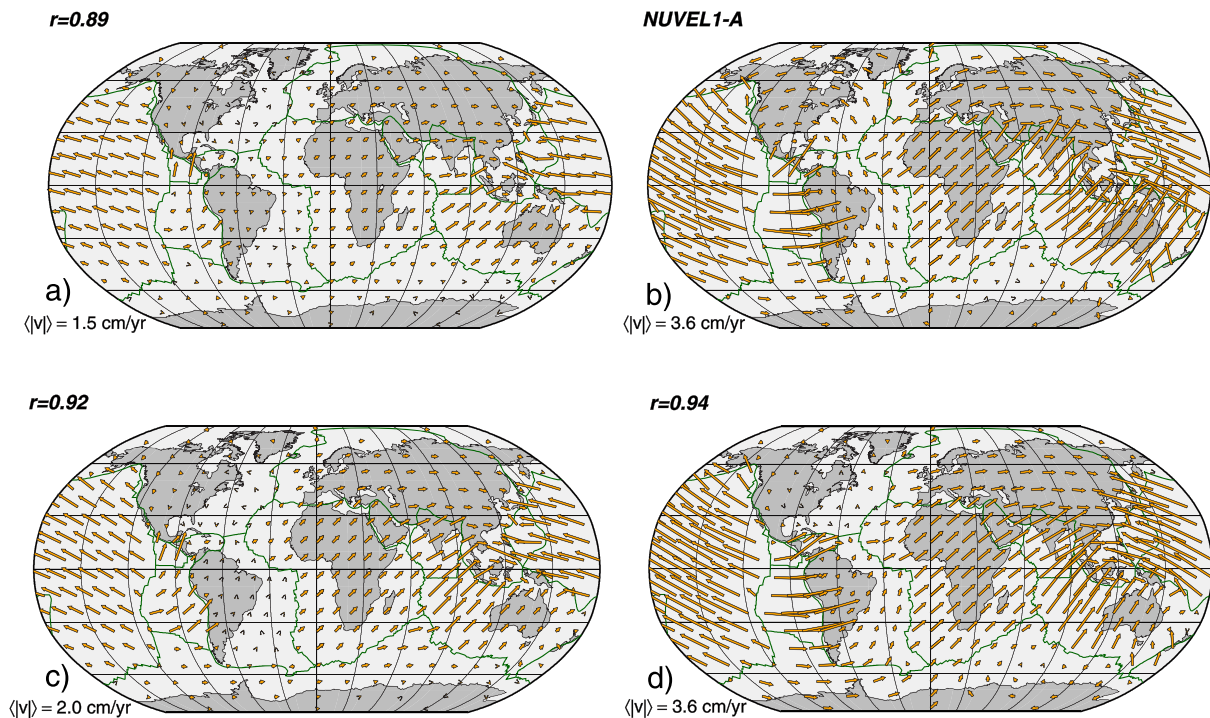 r=0.89
NUVEL1-A
a)
⟨|v|⟩ = 1.5 cm/yr
b)
⟨|v|⟩ = 3.6 cm/yr
r=0.92
r=0.94
c)
⟨|v|⟩ = 2.0 cm/yr
d)
⟨|v|⟩ = 3.6 cm/yr